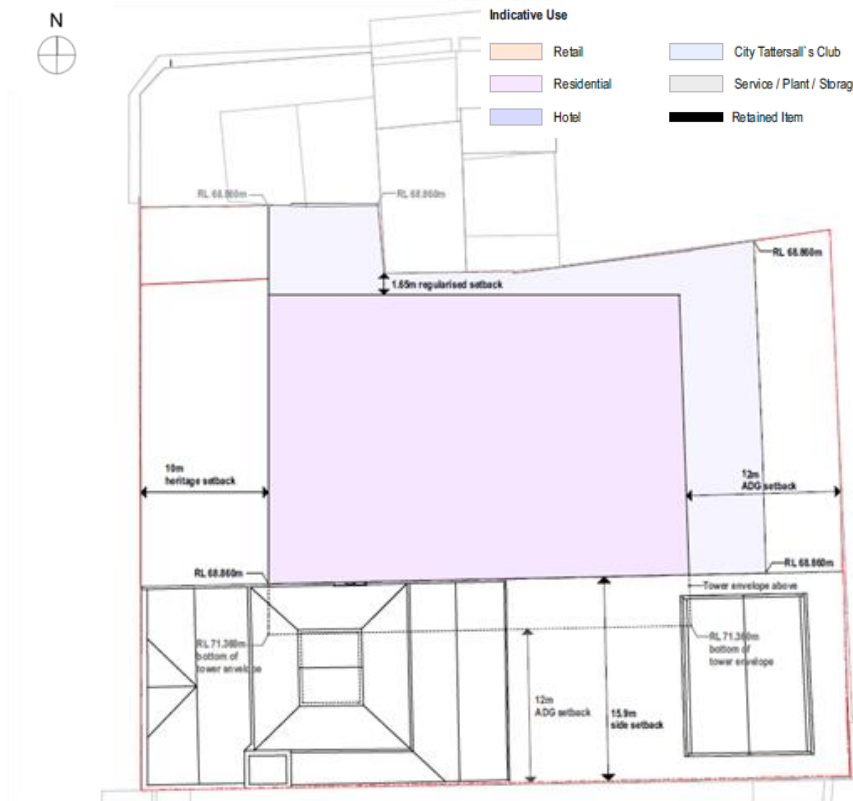 N
Indicative Use
Retail
City Tattersall`s Club
Residential
Service / Plant / Storag
Hotel
Retained Item
RL 68.860m
RL 68.860m
RL 68.860m
1.65m regularised setback
10m
heritage setback
12m
ADG setback
RL 68.860m
RL 68.860m
Tower envelope above
RL 71.360m
bottom of
tower envelope
RL 71.360m
bottom of
tower envelope
12m
ADG setback
15.9m
side setback